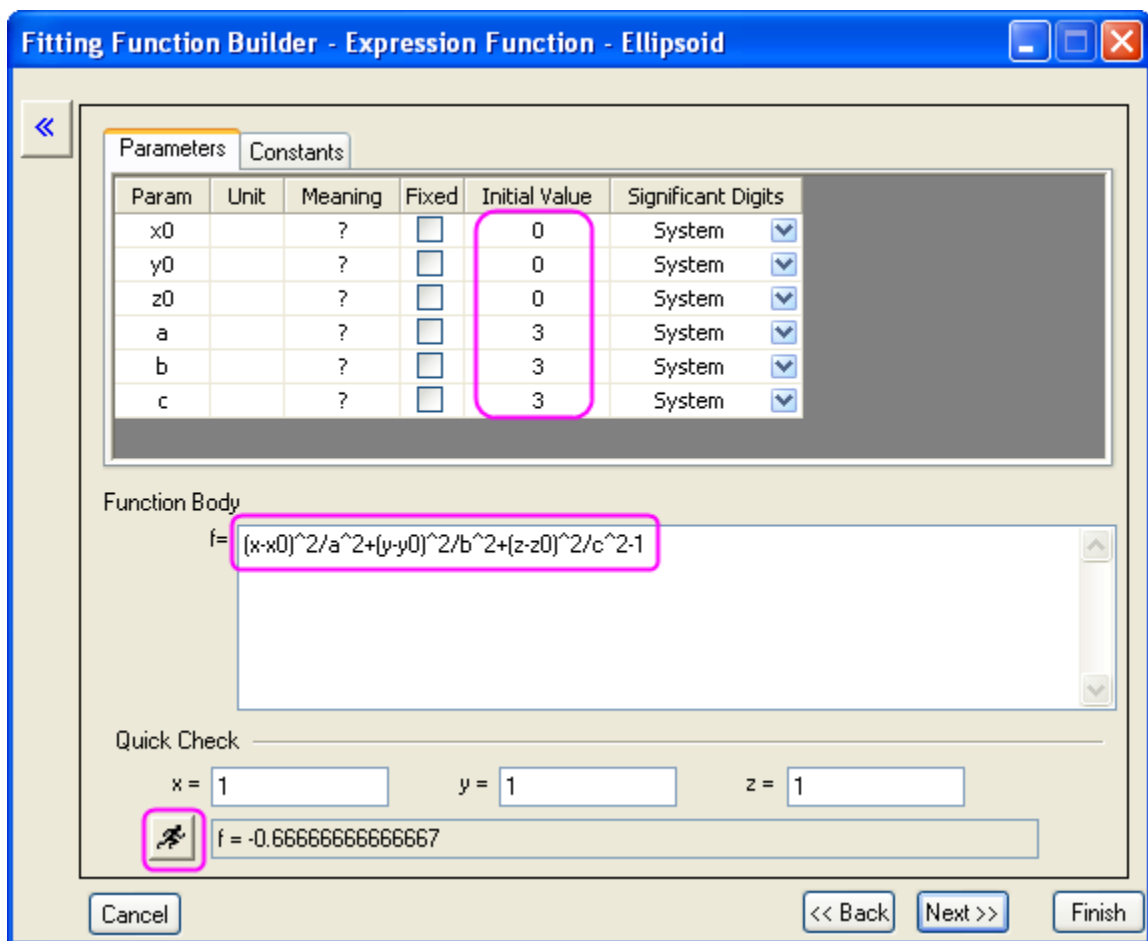 Fitting Function Builder - Expression Function - Ellipsoid
«
Parameters Constants
Param Unit Meaning Fixed Initial Value Significant Digits
x0 ? 0 System
y0 ? 0 System
z0 ? 0 System
a ? 3 System
b ? 3 System
c ? 3 System
Function Body
f= (x-x0)^2/a^2+(y-y0)^2/b^2+(z-z0)^2/c^2-1
Quick Check
x = 1 y = 1 z = 1
f = -0.66666666666667
Cancel << Back Next >> Finish